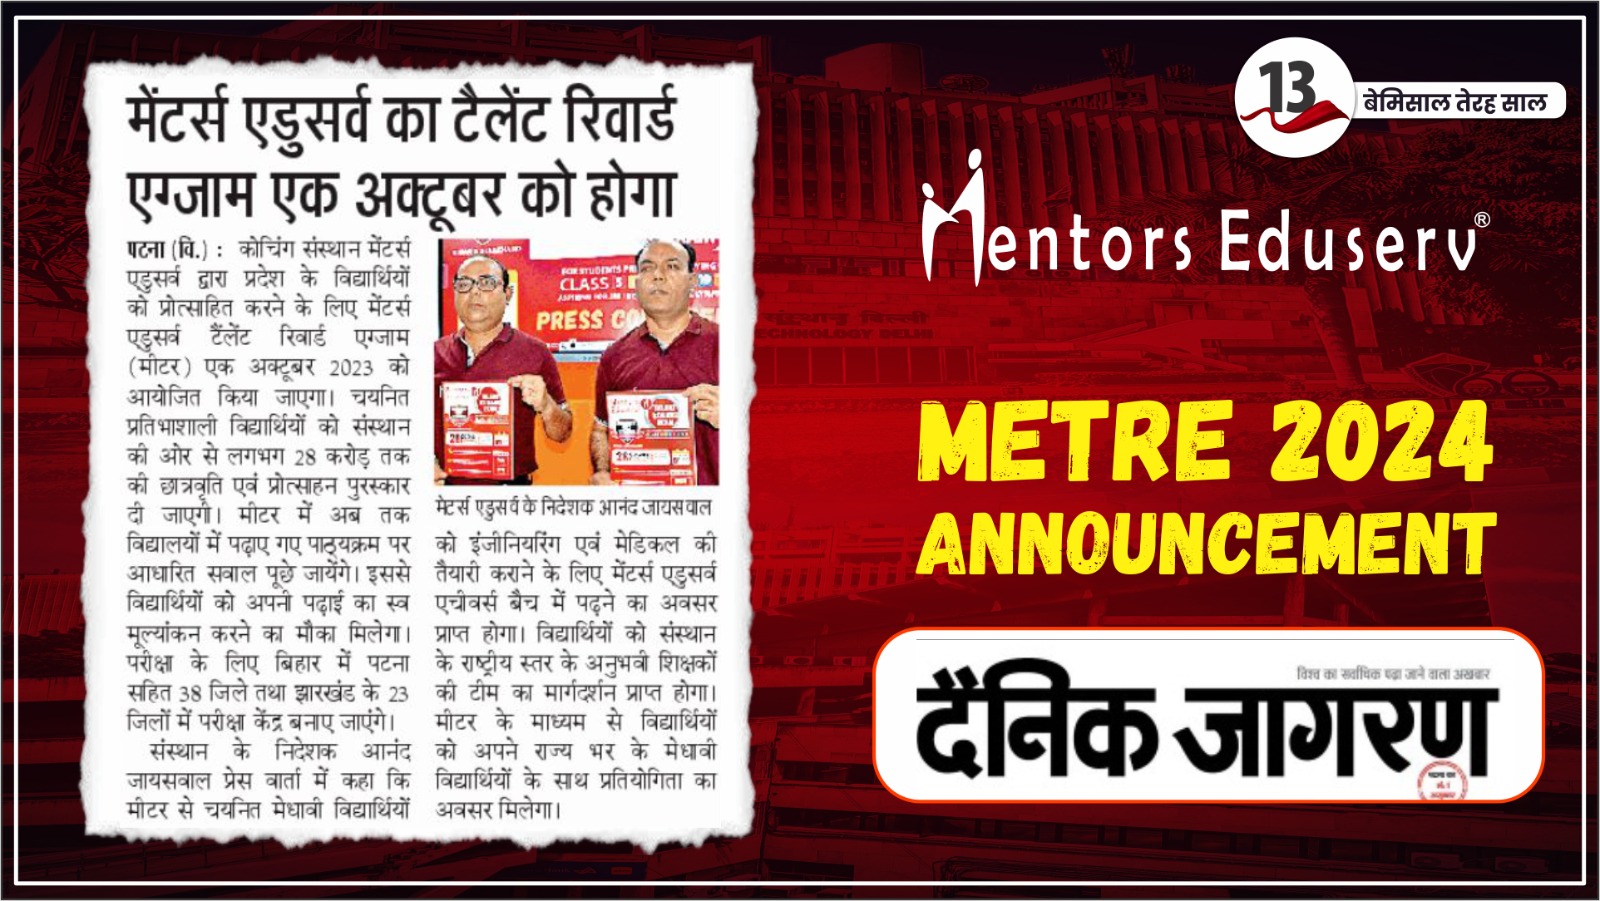 मेंटर्स एडुसर्व का टैलेंट रिवार्ड
एग्जाम एक अक्टूबर को होगा
पटना (वि.) : कोचिंग संस्थान मेंटर्स
एडुसर्व द्वारा प्रदेश के विद्यार्थियों
को प्रोत्साहित करने के लिए मेंटर्स
एडुसर्व टैलेंट रिवार्ड एग्जाम
(मीटर) एक अक्टूबर 2023 को
आयोजित किया जाएगा। चयनित
प्रतिभाशाली विद्यार्थियों को संस्थान
की ओर से लगभग 28 करोड़ तक
की छात्रवृति एवं प्रोत्साहन पुरस्कार
दी जाएगी। मीटर में अब तक
विद्यालयों में पढ़ाए गए पाठ्यक्रम पर
आधारित सवाल पूछे जायेंगे। इससे
विद्यार्थियों को अपनी पढ़ाई का स्व
मूल्यांकन करने का मौका मिलेगा।
परीक्षा के लिए बिहार में पटना
सहित 38 जिले तथा झारखंड के 23
जिलों में परीक्षा केंद्र बनाए जाएंगे।
संस्थान के निदेशक आनंद
जायसवाल प्रेस वार्ता में कहा कि
मीटर से चयनित मेधावी विद्यार्थियों
FOR STUDENTS
CLASS 5
PRESS CO
मेंटर्स एडुसर्व के निदेशक आनंद जायसवाल
को इंजीनियरिंग एवं मेडिकल की
तैयारी कराने के लिए मेंटर्स एडुसर्व
एचीवर्स बैच में पढ़ने का अवसर
प्राप्त होगा। विद्यार्थियों को संस्थान
के राष्ट्रीय स्तर के अनुभवी शिक्षकों
की टीम का मार्गदर्शन प्राप्त होगा।
मीटर के माध्यम से विद्यार्थियों
को अपने राज्य भर के मेधावी
विद्यार्थियों के साथ प्रतियोगिता का
अवसर मिलेगा।
13 बेमिसाल तेरह साल
Mentors Eduserv®
संस्थान दिल्ली
TECHNOLOGY DELHI
METRE 2024
ANNOUNCEMENT
विश्व का सर्वाधिक पढ़ा जाने वाला अखबार
दैनिक जागरण